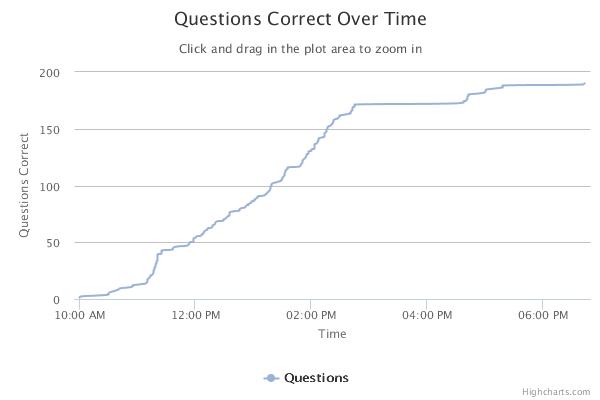 Questions Correct Over Time
Click and drag in the plot area to zoom in
Questions Correct
200
150
100
50
0
10:00 AM 12:00 PM 02:00 PM 04:00 PM 06:00 PM
Time
Questions
Highcharts.com